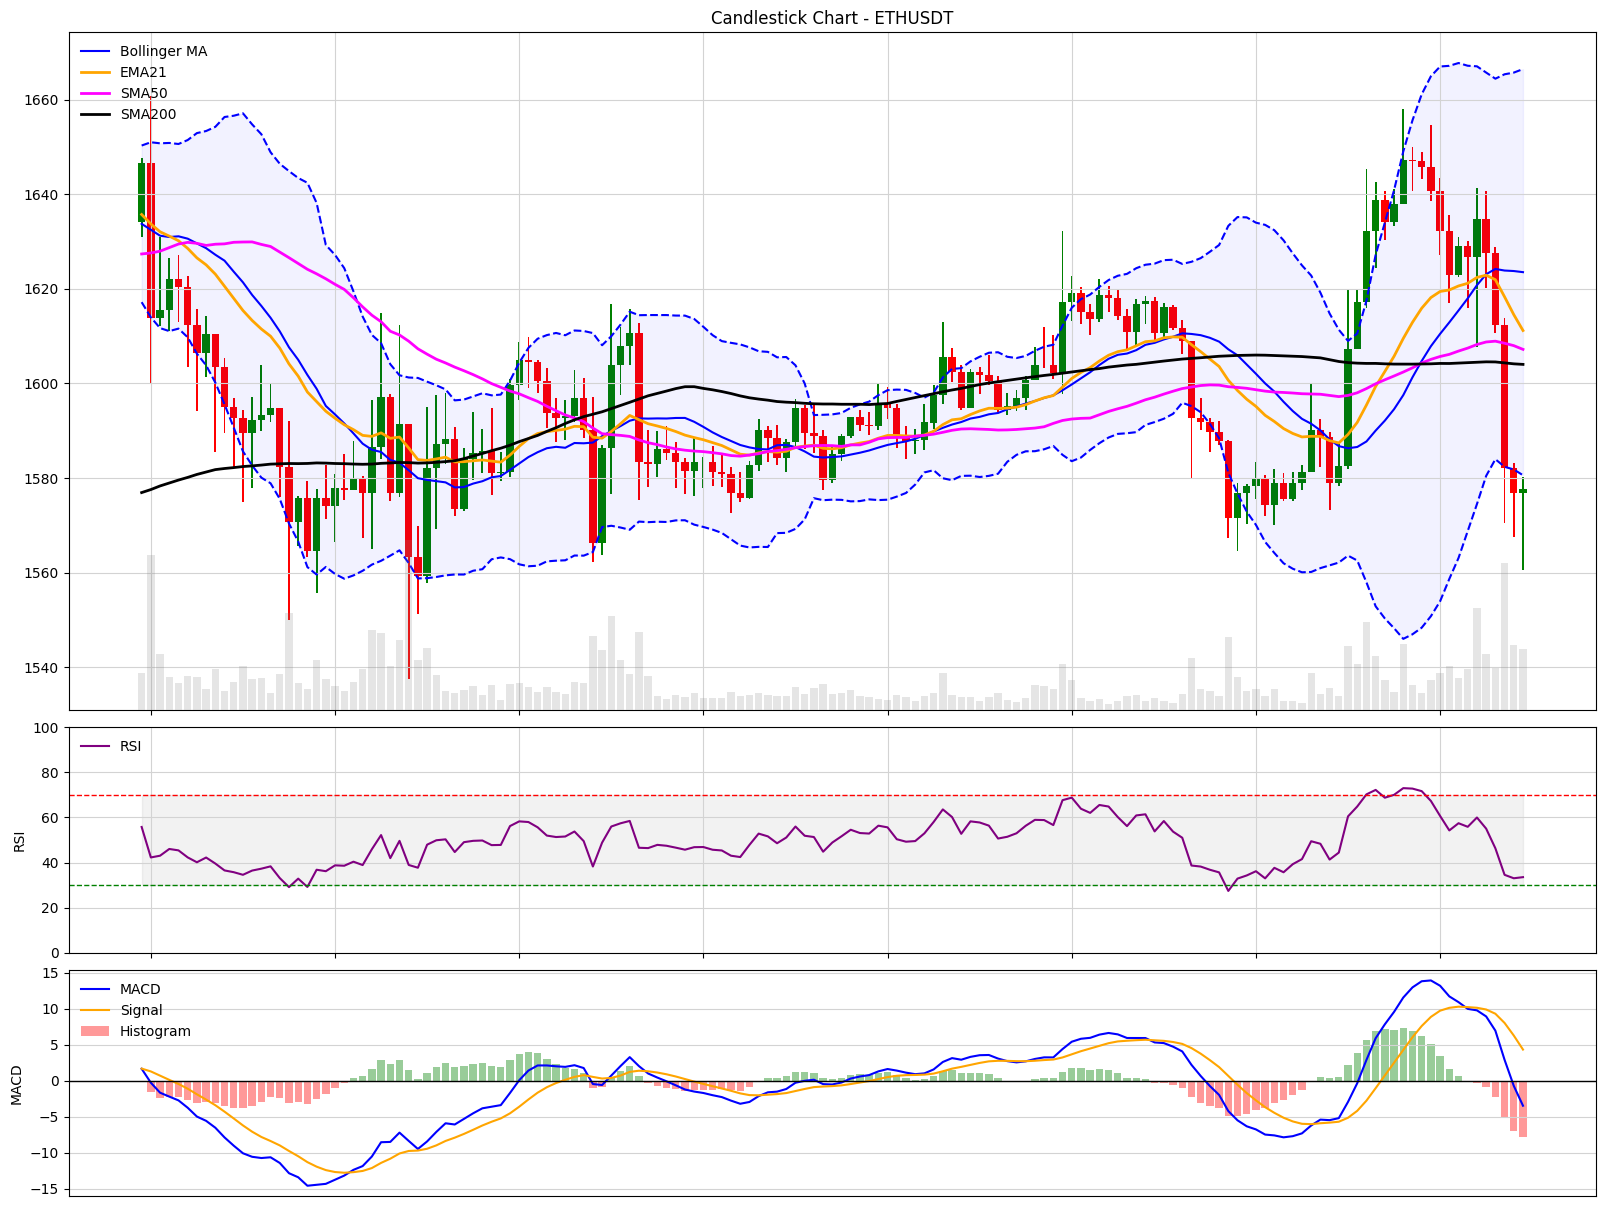 Candlestick Chart - ETHUSDT
Bollinger MA
EMA21
SMA50
SMA200
1660
1640
1620
1600
1580
1560
1540
100
80
60
40
20
0
RSI
RSI
15
10
5
0
−5
−10
−15
MACD
MACD
Signal
Histogram